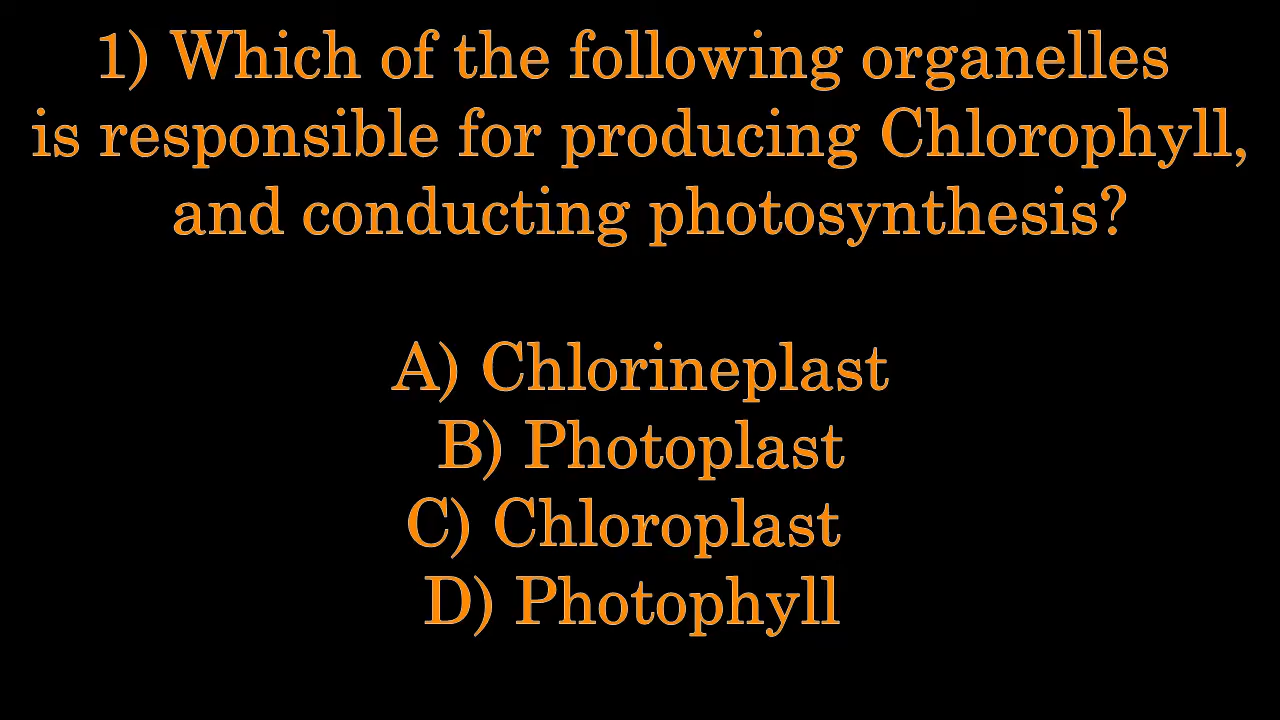 1) Which of the following organelles
is responsible for producing Chlorophyll,
and conducting photosynthesis?
A) Chlorineplast
B) Photoplast
C) Chloroplast
D) Photophyll